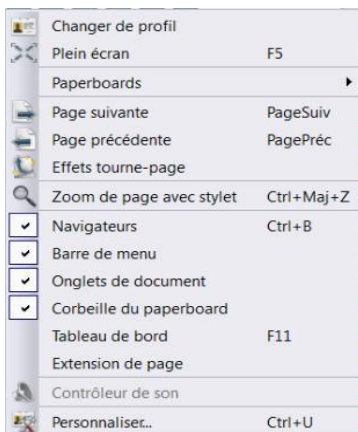 Changer de profil
Plein écran F5
Paperboards
Page suivante PageSuiv
Page précédente PagePréc
Effets tourne-page
Zoom de page avec stylet Ctrl+Maj+Z
Navigateurs Ctrl+B
Barre de menu
Onglets de document
Corbeille du paperboard
Tableau de bord F11
Extension de page
Contrôleur de son
Personnaliser... Ctrl+U